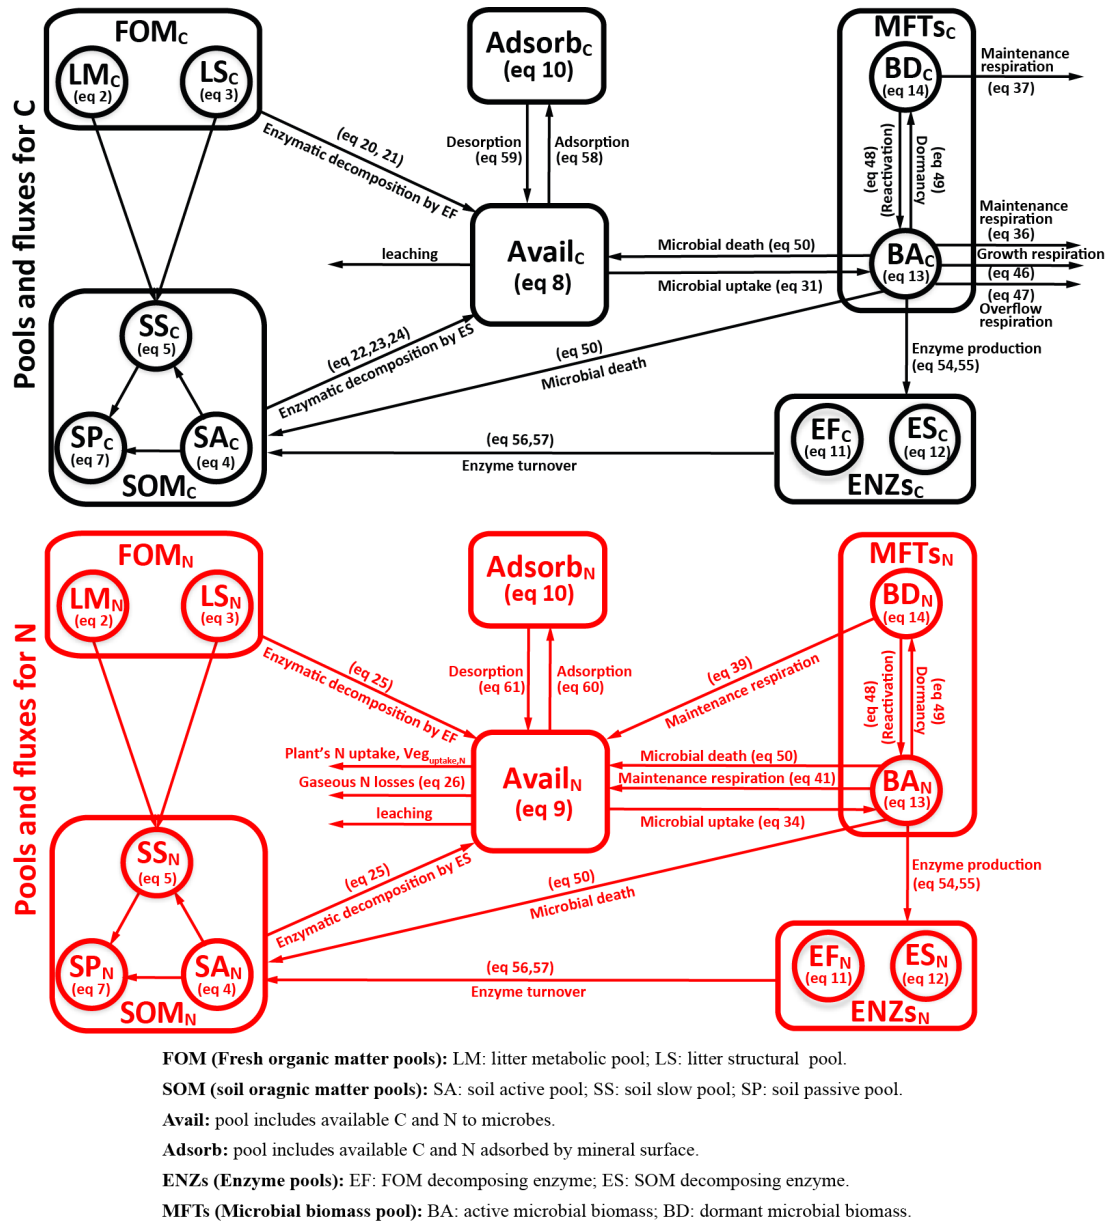 Pools and fluxes for C
FOMC
LMC
(eq 2)
LSC
(eq 3)
AdsorbC
(eq 10)
MFTsC
BDC
(eq 14)
Maintenance
respiration
(eq 37)
(eq 20, 21)
Enzymatic decomposition by EF
Desorption
(eq 59)
Adsorption
(eq 58)
(eq 48)
(Reactivation)
Dormancy
(eq 49)
AvailC
(eq 8)
leaching
Microbial death (eq 50)
Microbial uptake (eq 31)
BAC
(eq 13)
Maintenance
respiration
(eq 36)
Growth respiration
(eq 46)
(eq 47)
Overflow
respiration
SSC
(eq 5)
SPC
(eq 7)
SAC
(eq 4)
SOMC
(eq 22,23,24)
Enzymatic decomposition by ES
(eq 50)
Microbial death
Enzyme production
(eq 54,55)
(eq 56,57)
Enzyme turnover
EFC
(eq 11)
ESC
(eq 12)
ENZsC
Pools and fluxes for N
FOMN
LMN
(eq 2)
LSN
(eq 3)
AdsorbN
(eq 10)
MFTsN
BDN
(eq 14)
(eq 25)
Enzymatic decomposition by EF
Desorption
(eq 61)
Adsorption
(eq 60)
(eq 39)
Maintenance respiration
(eq 48)
(Reactivation)
Dormancy
(eq 49)
Plant's N uptake, Veguptake,N
Gaseous N losses (eq 26)
leaching
AvailN
(eq 9)
Microbial death (eq 50)
Maintenance respiration (eq 41)
Microbial uptake (eq 34)
BAN
(eq 13)
SSN
(eq 5)
SPN
(eq 7)
SAN
(eq 4)
SOMN
(eq 25)
Enzymatic decomposition by ES
(eq 50)
Microbial death
Enzyme production
(eq 54,55)
(eq 56,57)
Enzyme turnover
EFN
(eq 11)
ESN
(eq 12)
ENZsN
FOM (Fresh organic matter pools): LM: litter metabolic pool; LS: litter structural pool.
SOM (soil oragnic matter pools): SA: soil active pool; SS: soil slow pool; SP: soil passive pool.
Avail: pool includes available C and N to microbes.
Adsorb: pool includes available C and N adsorbed by mineral surface.
ENZs (Enzyme pools): EF: FOM decomposing enzyme; ES: SOM decomposing enzyme.
MFTs (Microbial biomass pool): BA: active microbial biomass; BD: dormant microbial biomass.